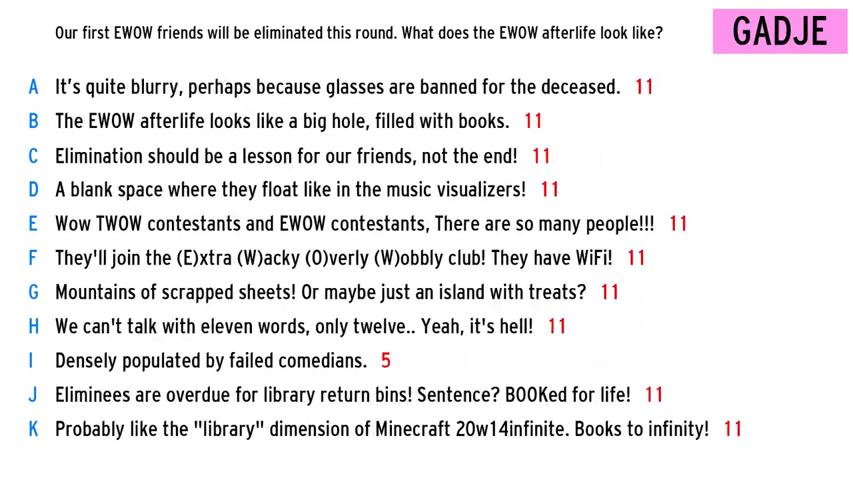 Our first EWOW friends will be eliminated this round. What does the EWOW afterlife look like?
GADJE
A It's quite blurry, perhaps because glasses are banned for the deceased. 11
B The EWOW afterlife looks like a big hole, filled with books. 11
C Elimination should be a lesson for our friends, not the end! 11
D A blank space where they float like in the music visualizers! 11
E Wow TWOW contestants and EWOW contestants, There are so many people!!! 11
F They'll join the (E)xtra (W)acky (O)verly (W)obbly club! They have WiFi! 11
G Mountains of scrapped sheets! Or maybe just an island with treats? 11
H We can't talk with eleven words, only twelve.. Yeah, it's hell! 11
I Densely populated by failed comedians. 5
J Eliminees are overdue for library return bins! Sentence? BOOKed for life! 11
K Probably like the "library" dimension of Minecraft 20w14infinite. Books to infinity! 11